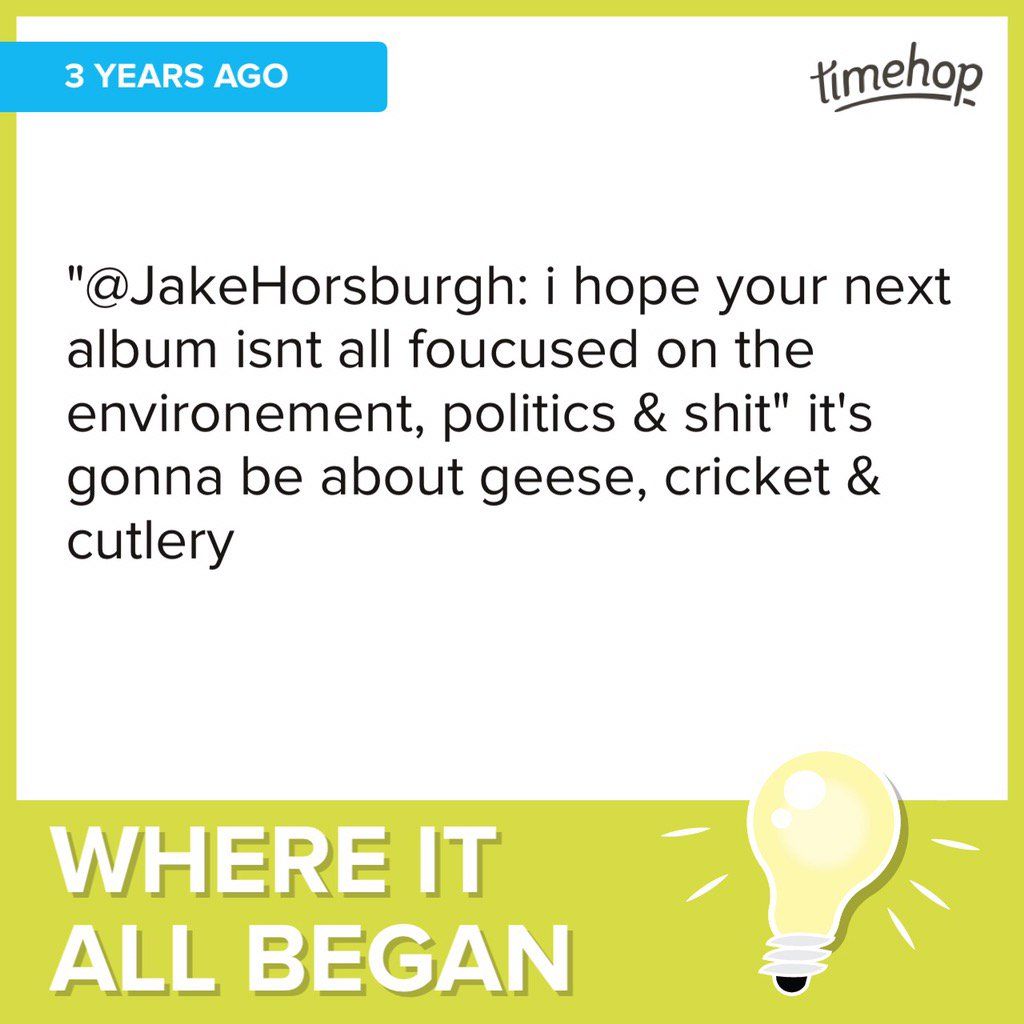 3 YEARS AGO
timehop
"@JakeHorsburgh: i hope your next
album isnt all foucused on the
environement, politics & shit" it's
gonna be about geese, cricket &
cutlery
WHERE IT
ALL BEGAN